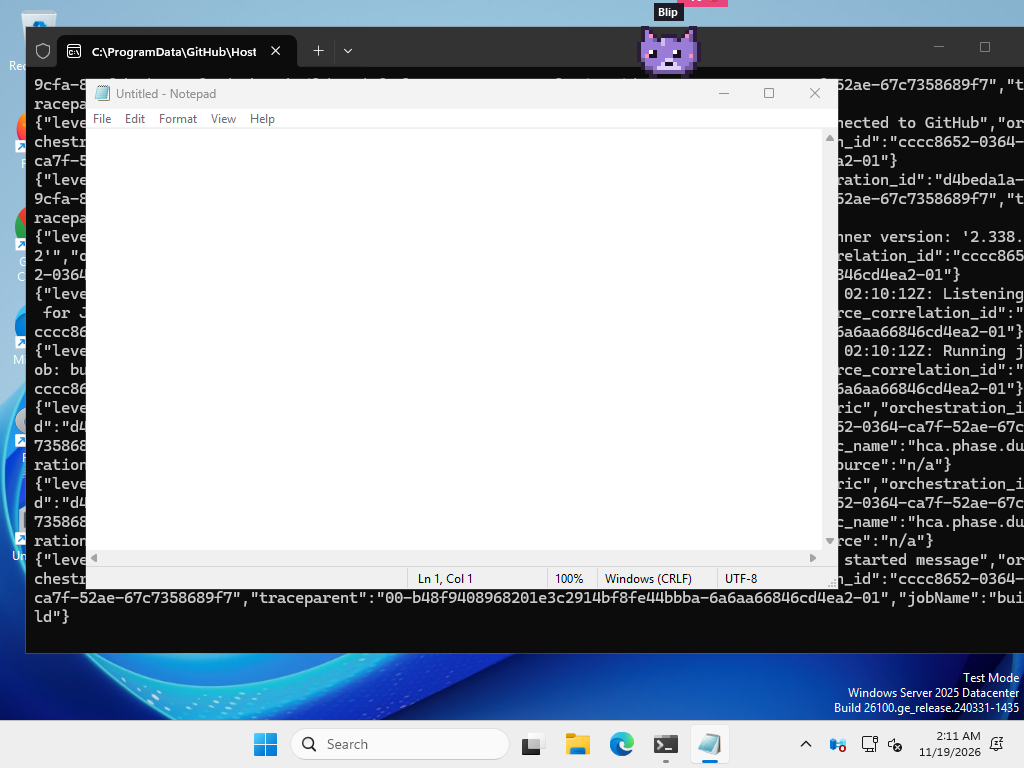 Blip
C:\ProgramData\GitHub\Host
Untitled - Notepad
File Edit Format View Help
9cfa-8
52ae-67c7358689f7","t
racepa
{"leve
nected to GitHub","or
chestr
n_id":"cccc8652-0364-
ca7f-5
a2-01"}
{"leve
ration_id":"d4beda1a-
9cfa-8
52ae-67c7358689f7","t
racepa
{"leve
nner version: '2.338.
2'","o
relation_id":"cccc865
2-0364
846cd4ea2-01"}
{"leve
02:10:12Z: Listening
for J
rce_correlation_id":"
cccc86
6a6aa66846cd4ea2-01"}
{"leve
02:10:12Z: Running j
ob: bu
rce_correlation_id":"
cccc86
6a6aa66846cd4ea2-01"}
{"leve
ric","orchestration_i
d":"d4
52-0364-ca7f-52ae-67c
735868
c_name":"hca.phase.du
ration
ource":"n/a"}
{"leve
ric","orchestration_i
d":"d4
52-0364-ca7f-52ae-67c
735868
c_name":"hca.phase.du
ration
rce":"n/a"}
{"leve
started message","or
chestr
n_id":"cccc8652-0364-
Ln 1, Col 1 100% Windows (CRLF) UTF-8
ca7f-52ae-67c7358689f7","traceparent":"00-b48f9408968201e3c2914bf8fe44bbba-6a6aa66846cd4ea2-01","jobName":"bui
ld"}
Test Mode
Windows Server 2025 Datacenter
Build 26100.ge_release.240331-1435
Search
2:11 AM
11/19/2026